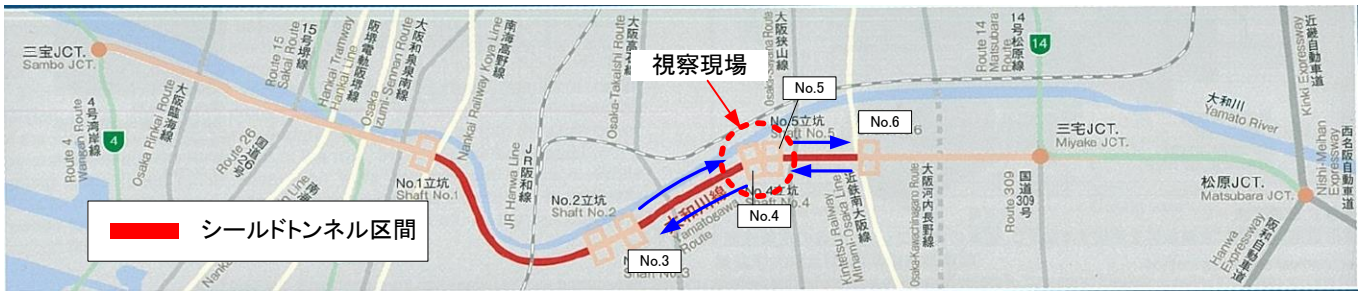 三宝JCT.
Sambo JCT.
4号湾岸線
Route 4
Wangan Route
4
大阪臨海線
Osaka Rinkai Route
15号堺線
Route 15
Sakai Route
国道26号
Route 26
阪堺電軌阪堺線
Hankai Tramway
Hankai Line
大阪和泉泉南線
Osaka
Izumi-Sennan Route
南海高野線
Nankai Railway Koya Line
No.1立坑
Shaft No.1
JR阪和線
JR Hanwa Line
No.2立坑
Shaft No.2
No.3
Shaft No.3
大阪高石線
Osaka-Takaishi Route
視察現場
大阪狭山線
Osaka-Sayama Route
No.5
No.5立坑
Shaft No.5
No.6
大和川線
Yamatogawa
Route
No.4立坑
Shaft No.4
No.4
近鉄南大阪線
Kintetsu Railway
Minami-Osaka Line
大阪河内長野線
Osaka-Kawachinagano Route
14号松原線
Route 14
Matsubara
Route
14
国道309号
Route 309
三宅JCT.
Miyake JCT.
大和川
Yamato River
近畿自動車道
Kinki Expressway
西名阪自動車道
Nishi-Meihan
Expressway
松原JCT.
Matsubara JCT.
阪和自動車道
Hanwa
Expressway
シールドトンネル区間